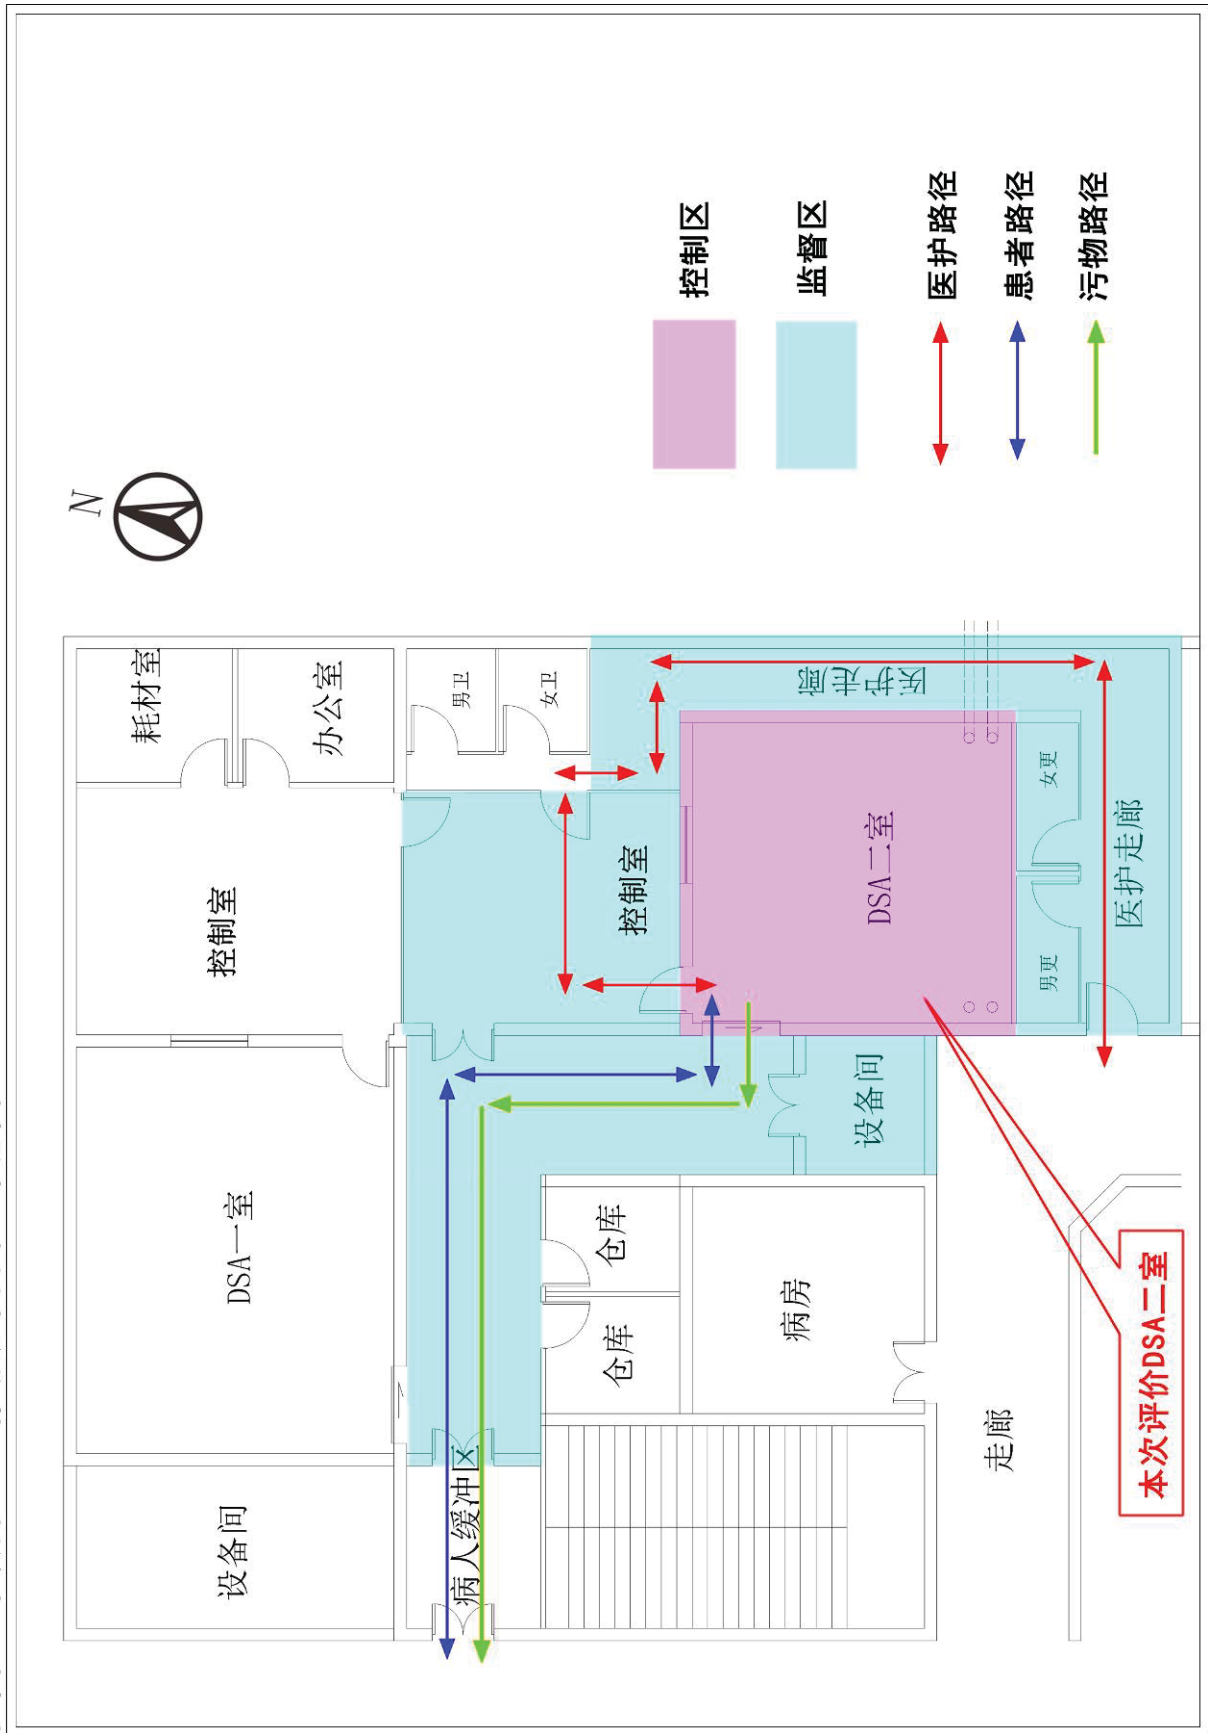 N
控制区
监督区
医护路径
患者路径
污物路径
设备间
DSA一室
控制室
耗材室
办公室
病人缓冲区
男卫
女卫
仓库
仓库
控制室
医护走廊
病房
设备间
DSA二室
走廊
男更
女更
医护走廊
本次评价DSA二室